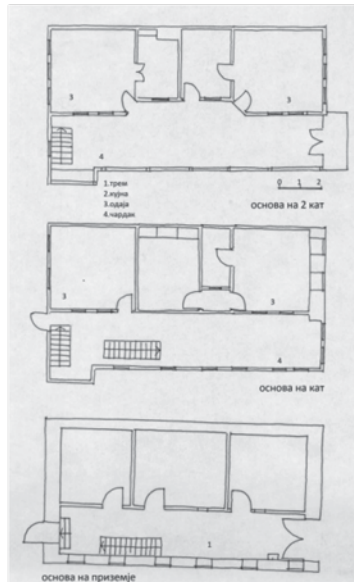 3
3
4
1.трем
2.кујна
3.одаја
4.чардак
0 1 2
основа на 2 кат
3
3
4
основа на кат
1
основа на приземје